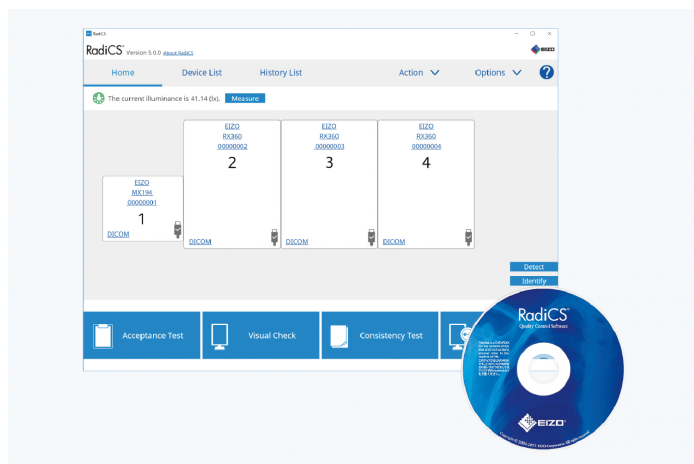 RadiCS
RadiCS® Version 5.0.0 About RadiCS
EIZO
Home Device List History List Action Options ?
The current illuminance is 41.14 (lx). Measure
EIZO
MX194
00000001
1
DICOM
EIZO
RX360
00000002
2
DICOM
EIZO
RX360
00000003
3
DICOM
EIZO
RX360
00000004
4
DICOM
Detect
Identify
Acceptance Test Visual Check Consistency Test
RadiCS®
Quality Control Software
EIZO®